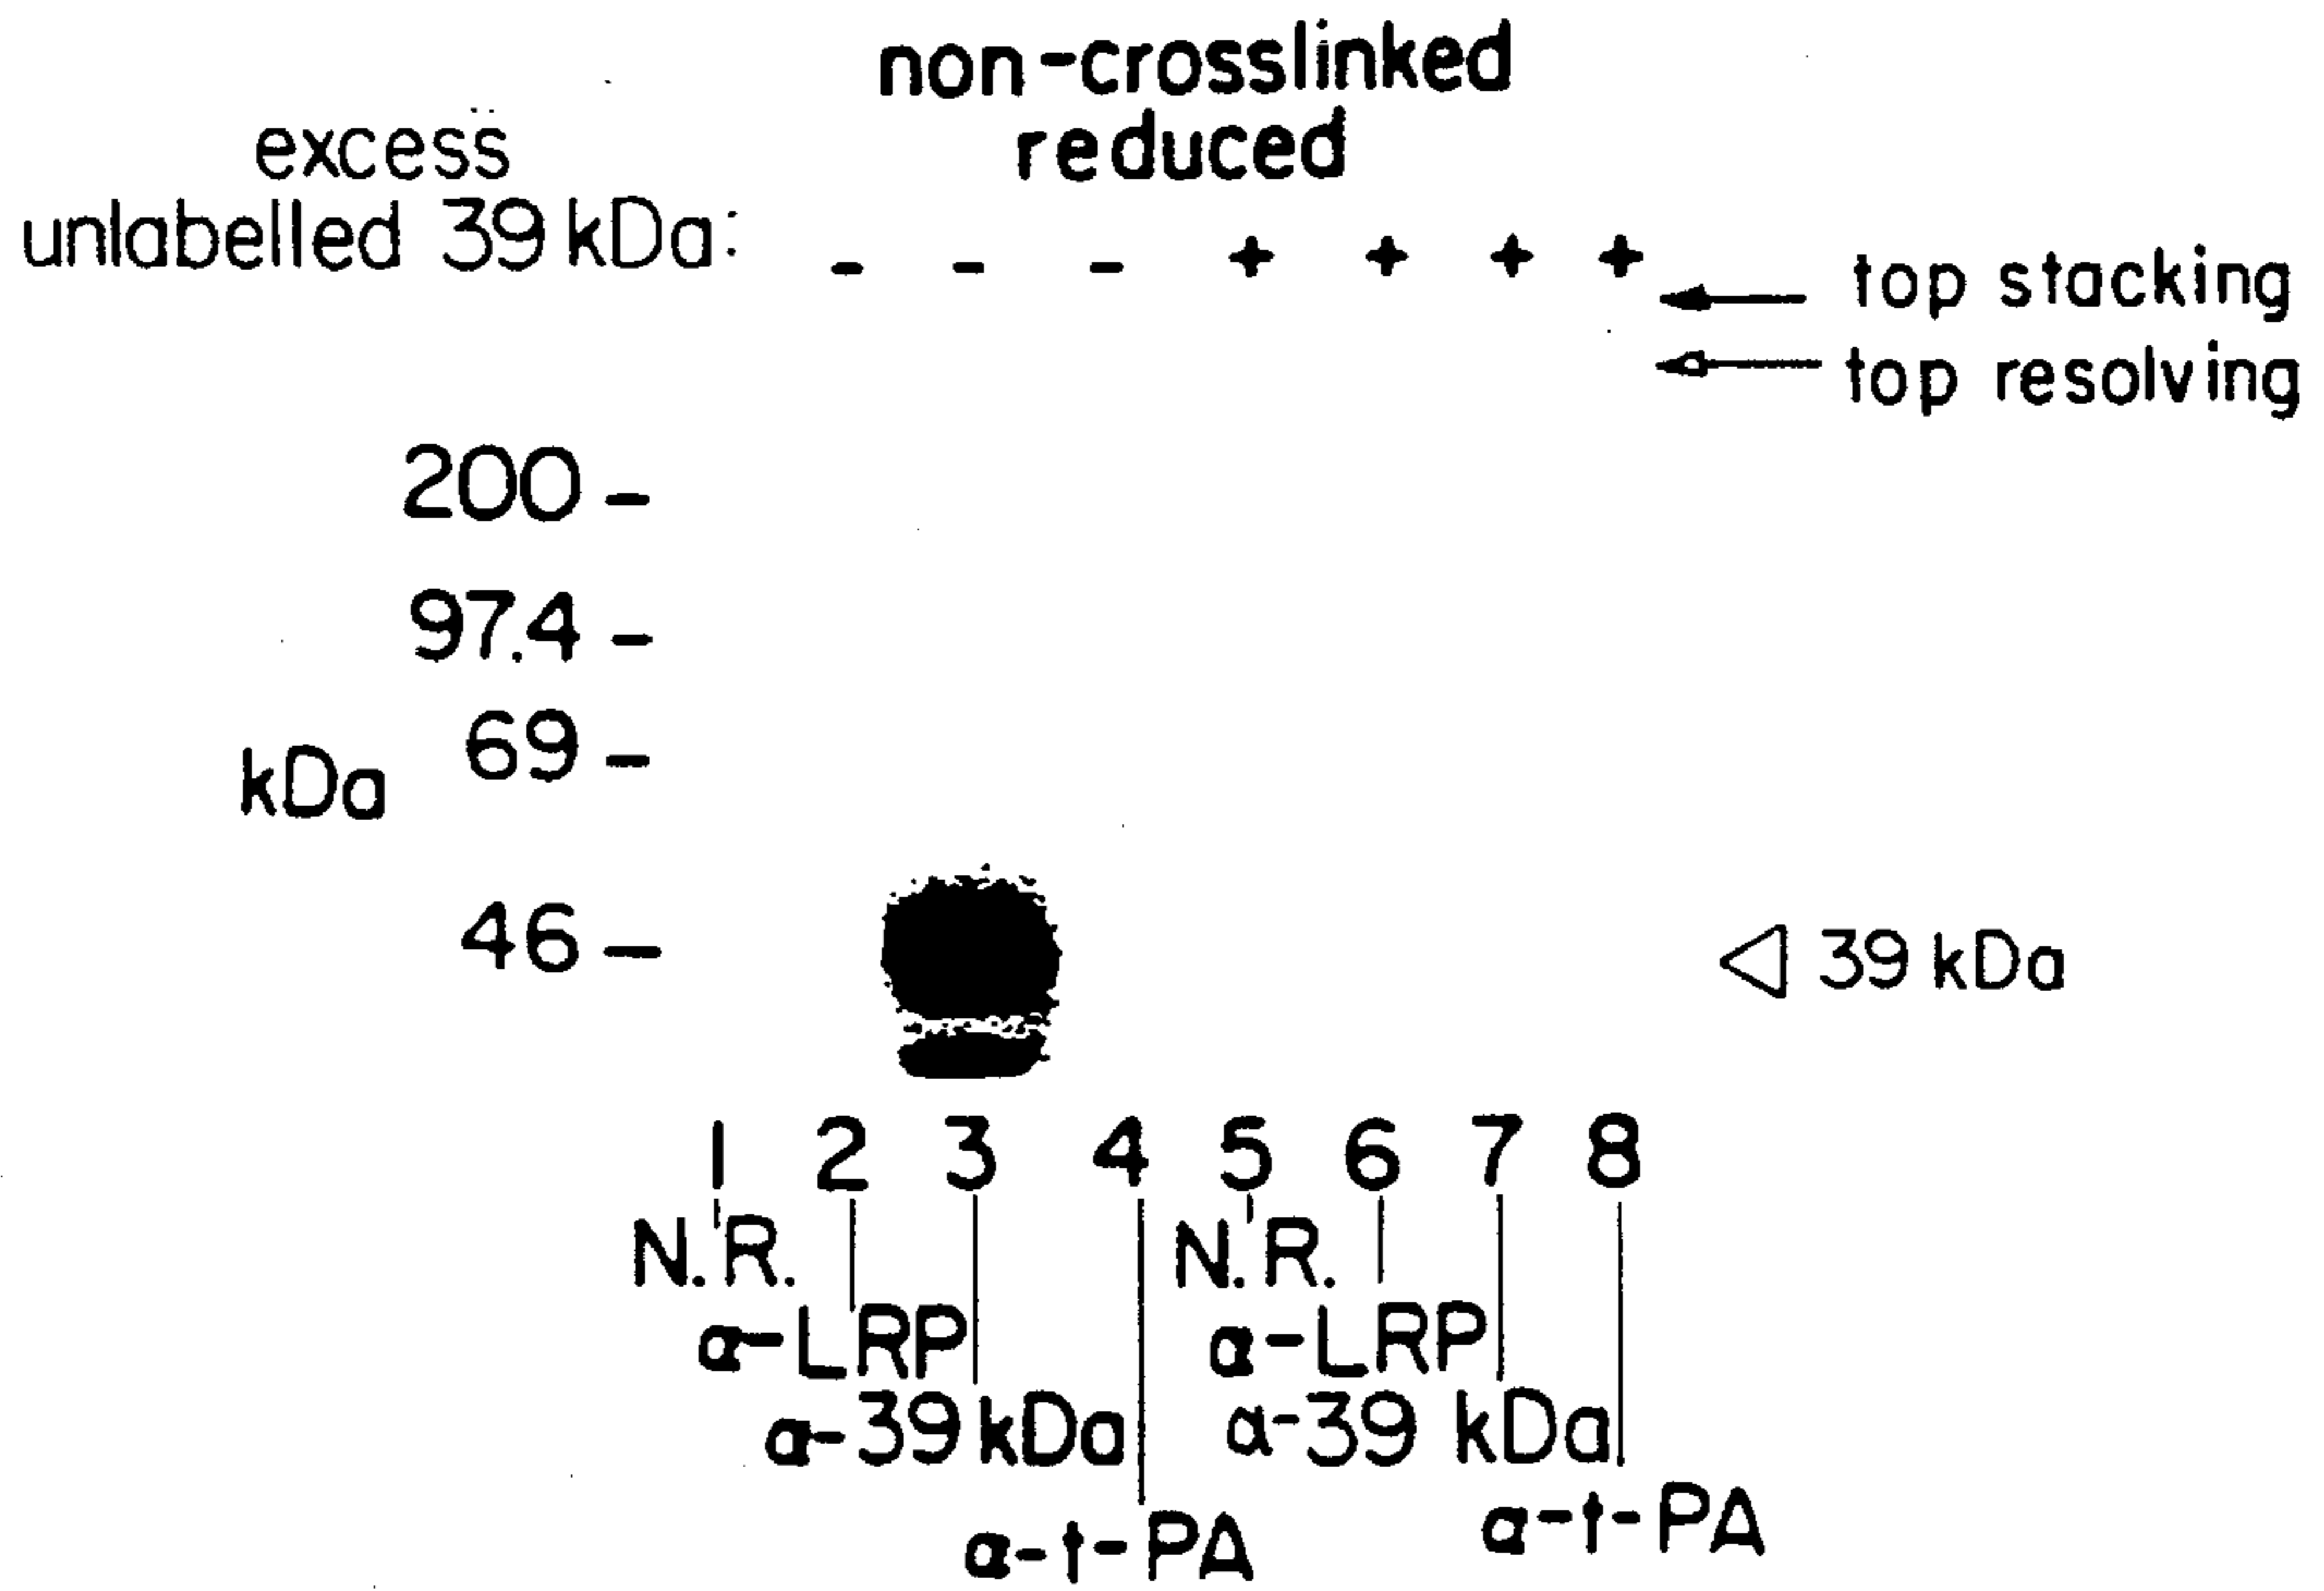 non-crosslinked
reduced
excess
unlabelled 39 kDa: - - - + + + +
top stacking
top resolving
200 -
97.4 -
69 -
kDa
46 -
39 kDa
1 2 3 4 5 6 7 8
N.R. N.R.
α-LRP α-LRP
α-39 kDa α-39 kDa
α-t-PA α-t-PA